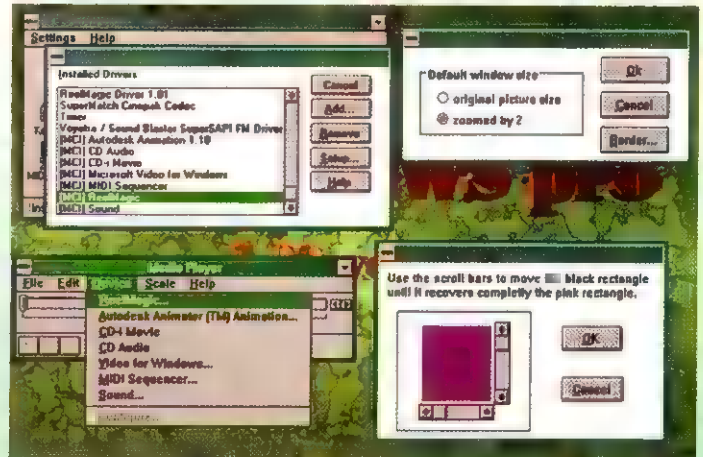 Settings Help
Installed Drivers
RealMagic Driver 1.01
SuperMatch Cinepak Codec
Timer
Voyetra / Sound Blaster SuperSAPI FM Driver
[MCI] Autodesk Animation 1.10
[MCI] CD Audio
[MCI] CD-i Movie
[MCI] Microsoft Video for Windows
[MCI] MIDI Sequencer
[MCI] RealMagic
[MCI] Sound
Cancel
Add...
Remove
Setup...
Help
Default window size
original picture size
zoomed by 2
Ok
Cancel
Border...
Media Player
File Edit Device Scale Help
RealMagic...
Autodesk Animator (TM) Animation...
CD-i Movie
CD Audio
Video for Windows...
MIDI Sequencer...
Sound...
Configure...
Use the scroll bars to move black rectangle
until it recovers completly the pink rectangle.
OK
Cancel